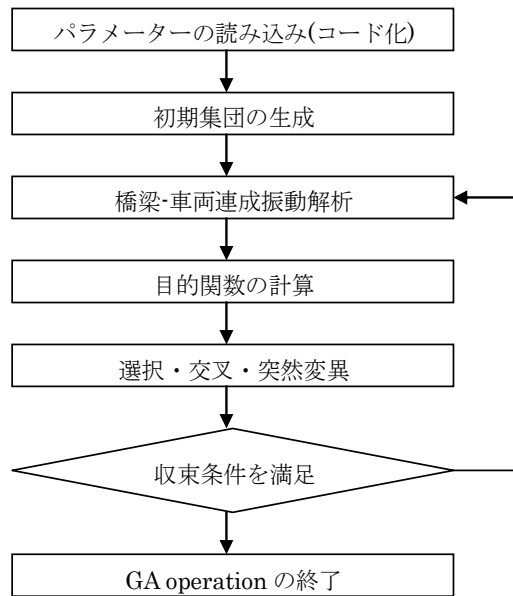 パラメーターの読み込み(コード化)
初期集団の生成
橋梁-車両連成振動解析
目的関数の計算
選択・交叉・突然変異
収束条件を満足
GA operation の終了